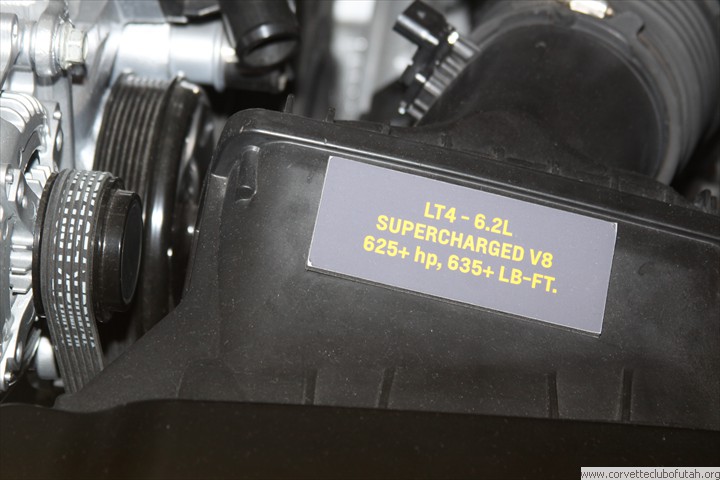 LT4 - 6.2L
SUPERCHARGED V8
625+ hp, 635+ LB-FT.
www.corvetteclubofutah.org